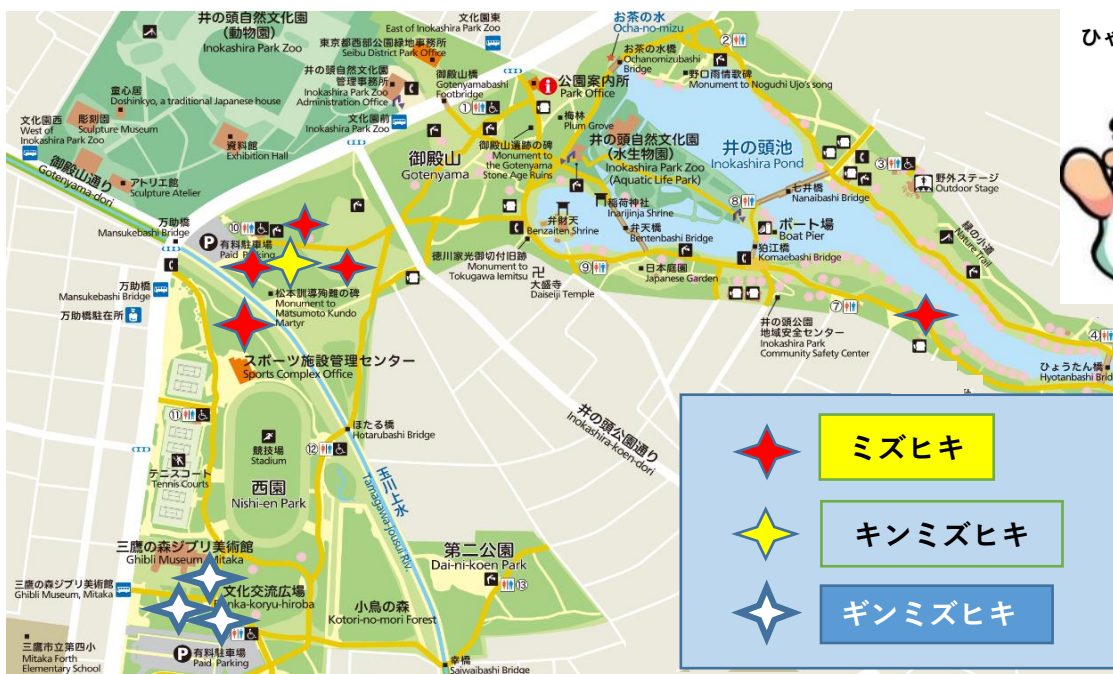 井の頭自然文化園
(動物園)
Inokashira Park Zoo
文化園東
East of Inokashira Park Zoo
東京都西部公園緑地事務所
Seibu District Park Office
井の頭自然文化園
管理事務所
Inokashira Park Zoo
Administration Office
文化園前
Inokashira Park Zoo
御殿山橋
Gotenyamabashi
Footbridge
①
公園案内所
Park Office
お茶の水
Ocha-no-mizu
お茶の水橋
Ochanomizubashi
Bridge
②
野口雨情歌碑
Monument to Noguchi Ujo's song
ひゃ
童心居
Doshinkyo, a traditional Japanese house
彫刻園
Sculpture Museum
文化園西
West of
Inokashira Park Zoo
資料館
Exhibition Hall
アトリエ館
Sculpture Atelier
御殿山通り
Gotenyama-dori
御殿山
Gotenyama
御殿山遺跡の碑
Monument to
the Gotenyama
Stone Age Ruins
梅林
Plum Grove
井の頭自然文化園
(水生物園)
Inokashira Park Zoo
(Aquatic Life Park)
井の頭池
Inokashira Pond
③
野外ステージ
Outdoor Stage
七井橋
Nanaibashi Bridge
⑧
ボート場
Boat Pier
狛江橋
Komaebashi Bridge
緑の小道
Nature Trail
稲荷神社
Inarijinja Shrine
弁財天
Benzaiten Shrine
弁天橋
Bentenbashi Bridge
徳川家光御切付旧跡
Monument to
Tokugawa Iemitsu
卍
大盛寺
Daiseiji Temple
⑨
日本庭園
Japanese Garden
万助橋
Mansukebashi Bridge
⑩
P
有料駐車場
Paid Parking
松本訓導殉難の碑
Monument to
Matsumoto Kundo
Martyr
万助橋
Mansukebashi Bridge
万助橋駐在所
⑦
井の頭公園
地域安全センター
Inokashira Park
Community Safety Center
④
ひょうたん橋
Hyotanbashi Brid
スポーツ施設管理センター
Sports Complex Office
⑪
競技場
Stadium
テニスコート
Tennis Courts
西園
Nishi-en Park
ほたる橋
Hotarubashi Bridge
⑫
玉川上水
Tamagawa-Jousui Riv.
井の頭公園通り
Inokashira-koen-dori
三鷹の森ジブリ美術館
Ghibli Museum, Mitaka
三鷹の森ジブリ美術館
Ghibli Museum, Mitaka
文化交流広場
nka-koryu-hiroba
小鳥の森
Kotori-no-mori Forest
第二公園
Dai-ni-koen Park
⑬
三鷹市立第四小
Mitaka Forth
Elementary School
P
有料駐車場
Paid Parking
幸橋
Saiwaibashi Bridge
ミズヒキ
キンミズヒキ
ギンミズヒキ